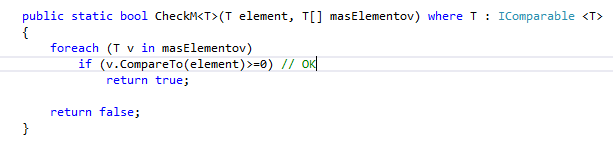 public static bool CheckM<T>(T element, T[] masElementov) where T : IComparable <T>
{
foreach (T v in masElementov)
if (v.CompareTo(element)>=0) // OK
return true;
return false;
}